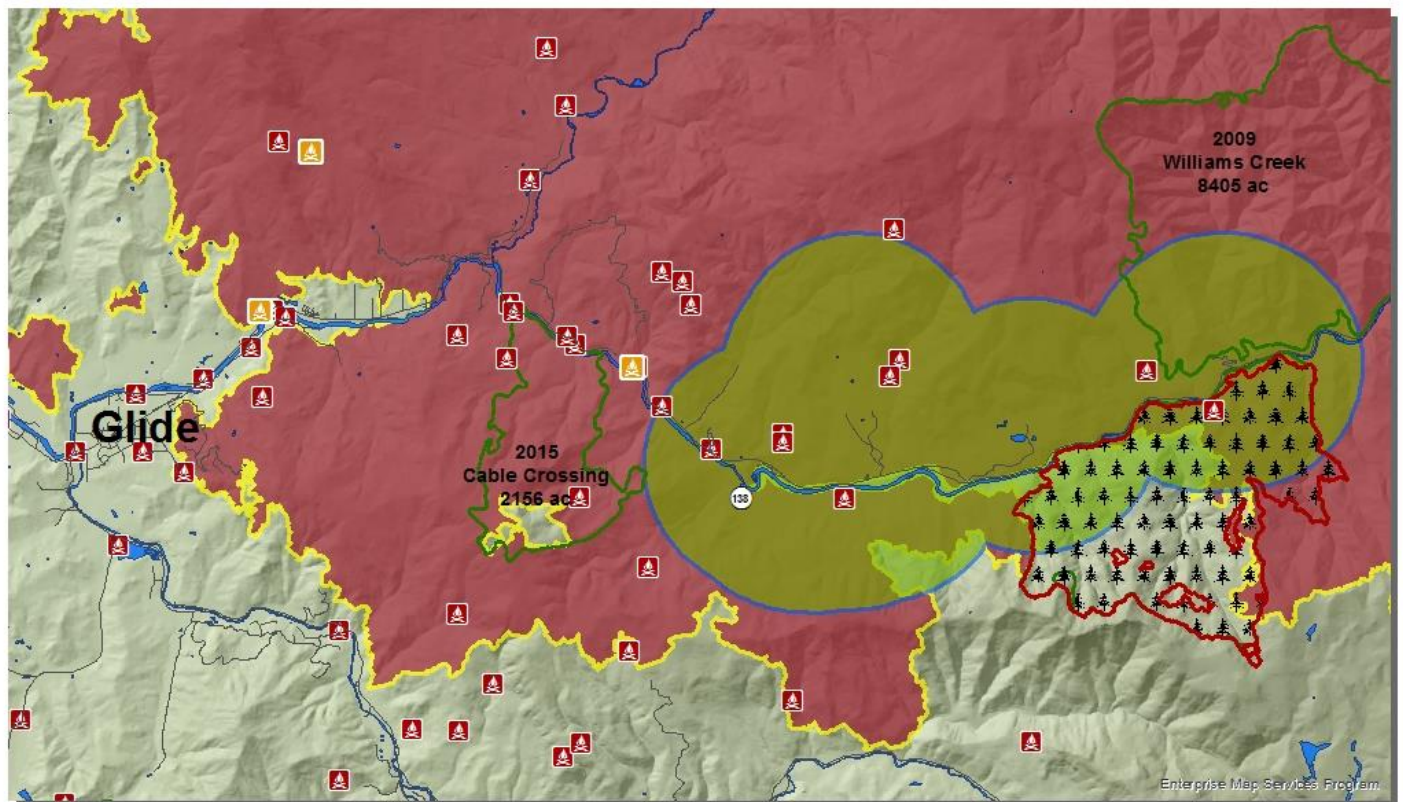 2009
Williams Creek
8405 ac
Glide
2015
Cable Crossing
2156 ac
138
Enterprise Map Services Program